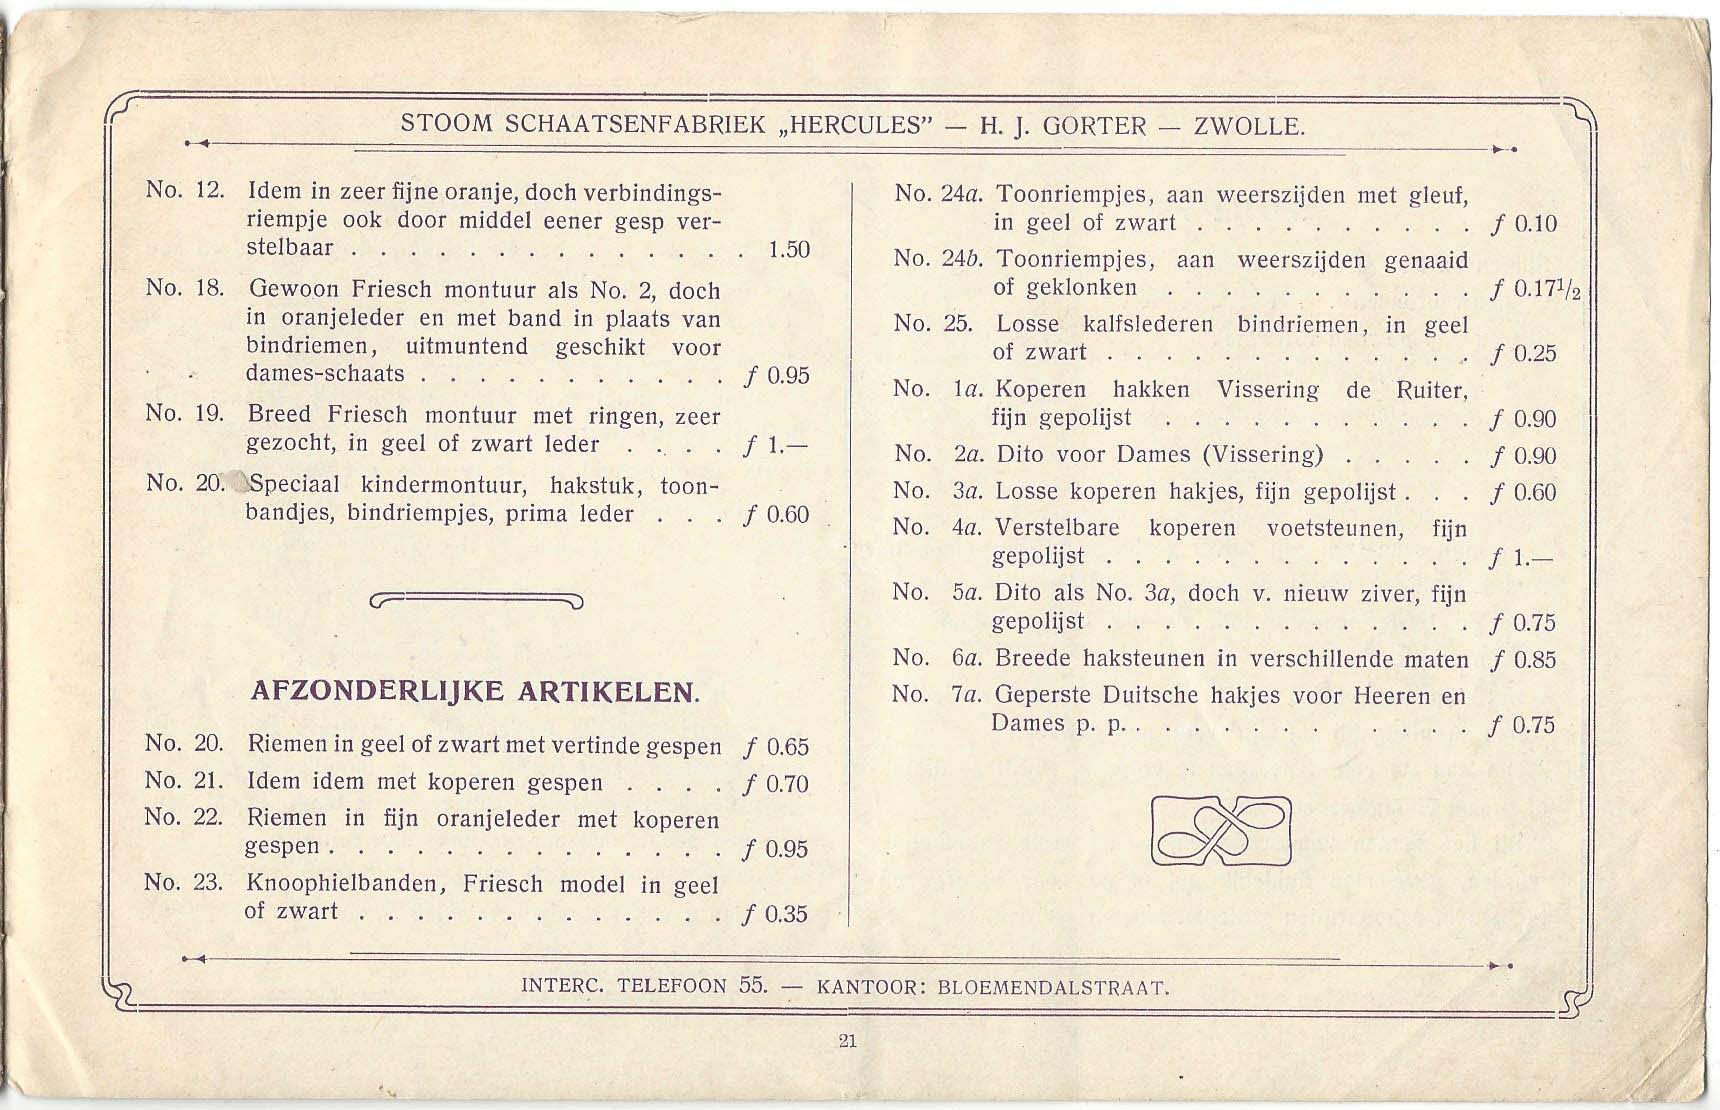 STOOM SCHAATSENFABRIEK „HERCULES” — H. J. GORTER — ZWOLLE.
No. 12. Idem in zeer fijne oranje, doch verbindings-
riempje ook door middel eener gesp ver-
stelbaar . . . . . . . . . . . . . . 1.50
No. 18. Gewoon Friesch montuur als No. 2, doch
in oranjeleder en met band in plaats van
bindriemen, uitmuntend geschikt voor
dames-schaats . . . . . . . . . . . f 0.95
No. 19. Breed Friesch montuur met ringen, zeer
gezocht, in geel of zwart leder . . . . f 1.—
No. 20. Speciaal kindermontuur, hakstuk, toon-
bandjes, bindriempjes, prima leder . . . f 0.60
AFZONDERLIJKE ARTIKELEN.
No. 20. Riemen in geel of zwart met vertinde gespen f 0.65
No. 21. Idem idem met koperen gespen . . . . f 0.70
No. 22. Riemen in fijn oranjeleder met koperen
gespen . . . . . . . . . . . . . . f 0.95
No. 23. Knoophielbanden, Friesch model in geel
of zwart . . . . . . . . . . . . . f 0.35
No. 24a. Toonriempjes, aan weerszijden met gleuf,
in geel of zwart . . . . . . . . . . f 0.10
No. 24b. Toonriempjes, aan weerszijden genaaid
of geklonken . . . . . . . . . . . f 0.17½
No. 25. Losse kalfslederen bindriemen, in geel
of zwart . . . . . . . . . . . . . f 0.25
No. 1a. Koperen hakken Vissering de Ruiter,
fijn gepolijst . . . . . . . . . . . f 0.90
No. 2a. Dito voor Dames (Vissering) . . . . . f 0.90
No. 3a. Losse koperen hakjes, fijn gepolijst . . . f 0.60
No. 4a. Verstelbare koperen voetsteunen, fijn
gepolijst . . . . . . . . . . . . . f 1.—
No. 5a. Dito als No. 3a, doch v. nieuw ziver, fijn
gepolijst . . . . . . . . . . . . . f 0.75
No. 6a. Breede haksteunen in verschillende maten f 0.85
No. 7a. Geperste Duitsche hakjes voor Heeren en
Dames p. p. . . . . . . . . . . . f 0.75
INTERC. TELEFOON 55. — KANTOOR: BLOEMENDALSTRAAT.
21